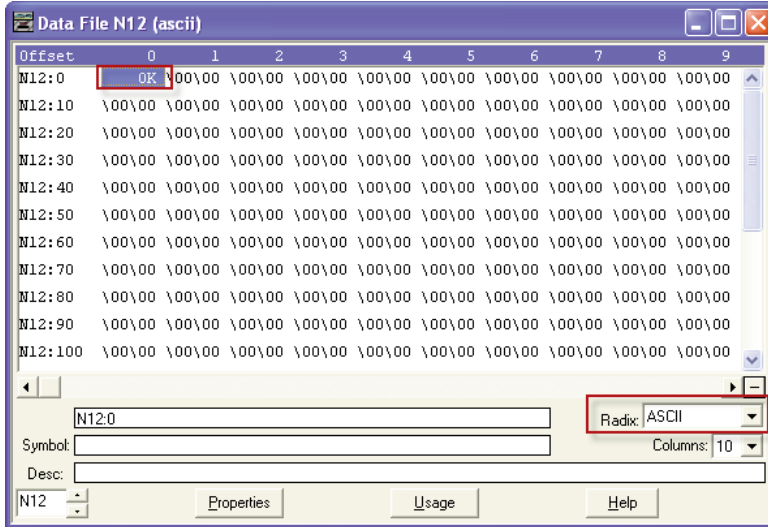 Data File N12 (ascii)
Offset 0 1 2 3 4 5 6 7 8 9
N12:0 OK \00\00 \00\00 \00\00 \00\00 \00\00 \00\00 \00\00 \00\00 \00\00
N12:10 \00\00 \00\00 \00\00 \00\00 \00\00 \00\00 \00\00 \00\00 \00\00 \00\00
N12:20 \00\00 \00\00 \00\00 \00\00 \00\00 \00\00 \00\00 \00\00 \00\00 \00\00
N12:30 \00\00 \00\00 \00\00 \00\00 \00\00 \00\00 \00\00 \00\00 \00\00 \00\00
N12:40 \00\00 \00\00 \00\00 \00\00 \00\00 \00\00 \00\00 \00\00 \00\00 \00\00
N12:50 \00\00 \00\00 \00\00 \00\00 \00\00 \00\00 \00\00 \00\00 \00\00 \00\00
N12:60 \00\00 \00\00 \00\00 \00\00 \00\00 \00\00 \00\00 \00\00 \00\00 \00\00
N12:70 \00\00 \00\00 \00\00 \00\00 \00\00 \00\00 \00\00 \00\00 \00\00 \00\00
N12:80 \00\00 \00\00 \00\00 \00\00 \00\00 \00\00 \00\00 \00\00 \00\00 \00\00
N12:90 \00\00 \00\00 \00\00 \00\00 \00\00 \00\00 \00\00 \00\00 \00\00 \00\00
N12:100 \00\00 \00\00 \00\00 \00\00 \00\00 \00\00 \00\00 \00\00 \00\00 \00\00
N12:0 Radix: ASCII
Symbol: Columns: 10
Desc:
N12 Properties Usage Help